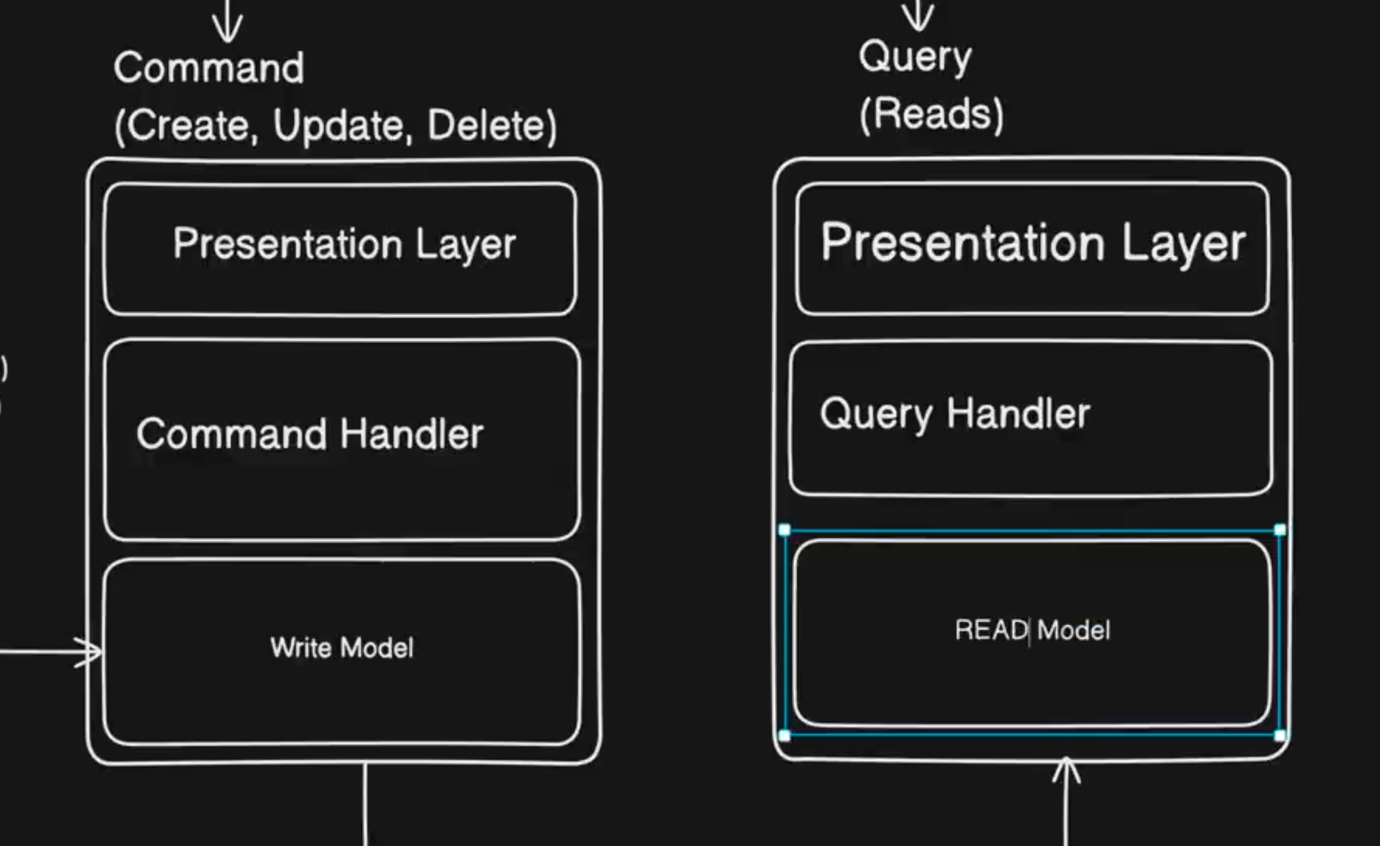 Command
(Create, Update, Delete)
Presentation Layer
Command Handler
Write Model
Query
(Reads)
Presentation Layer
Query Handler
READ Model
)